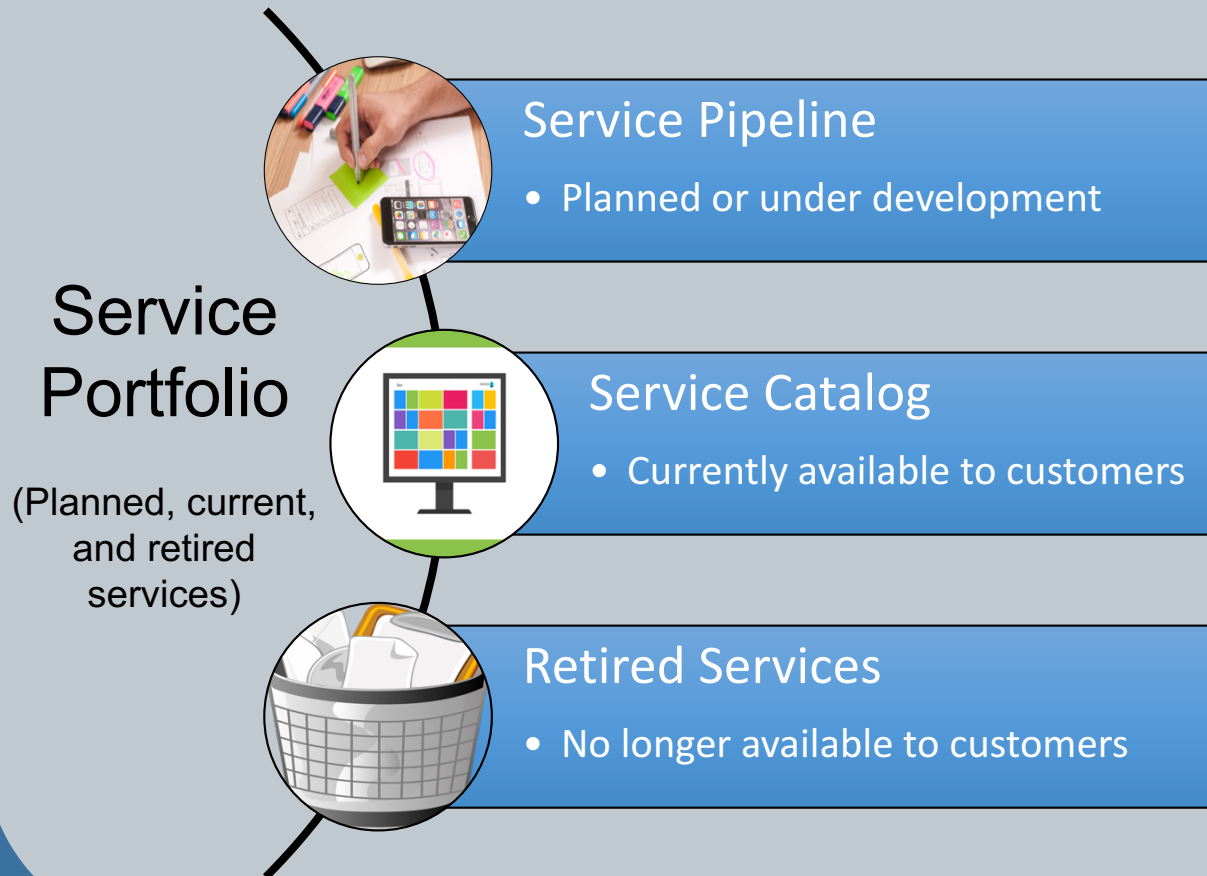 Service
Portfolio
(Planned, current,
and retired
services)
Service Pipeline
• Planned or under development
Service Catalog
• Currently available to customers
Retired Services
• No longer available to customers